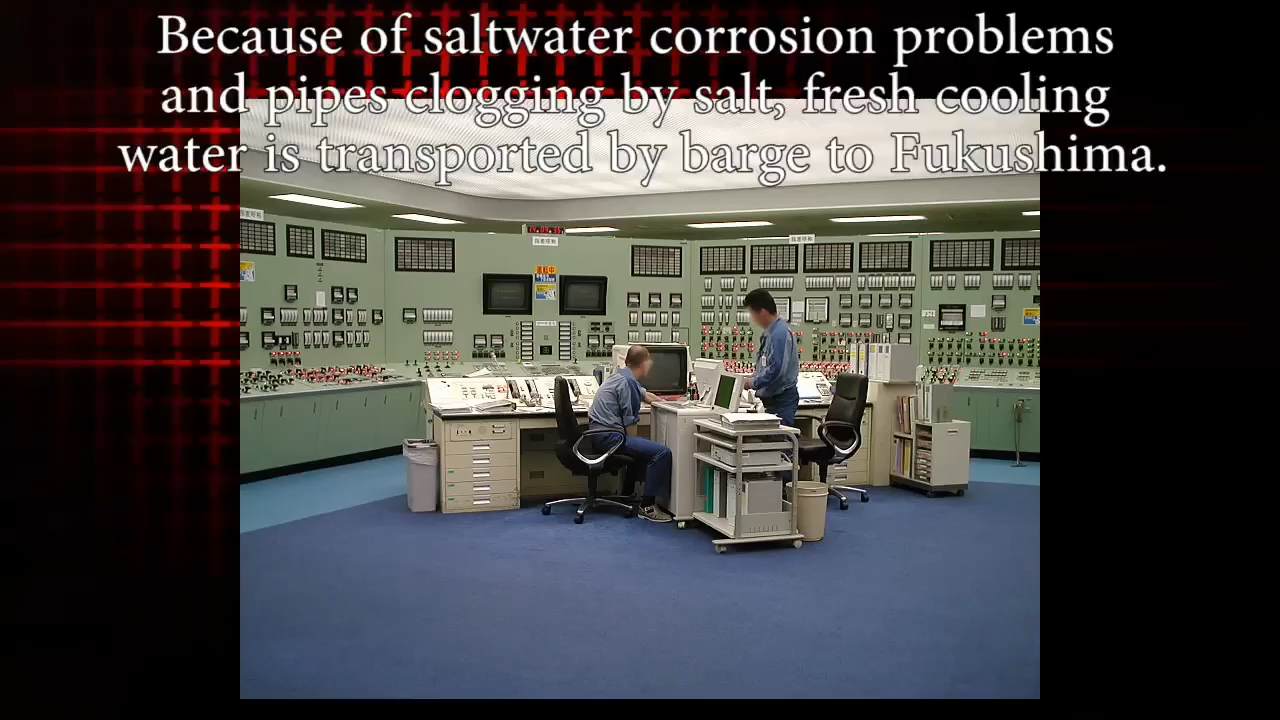 Because of saltwater corrosion problems
and pipes clogging by salt, fresh cooling
water is transported by barge to Fukushima.